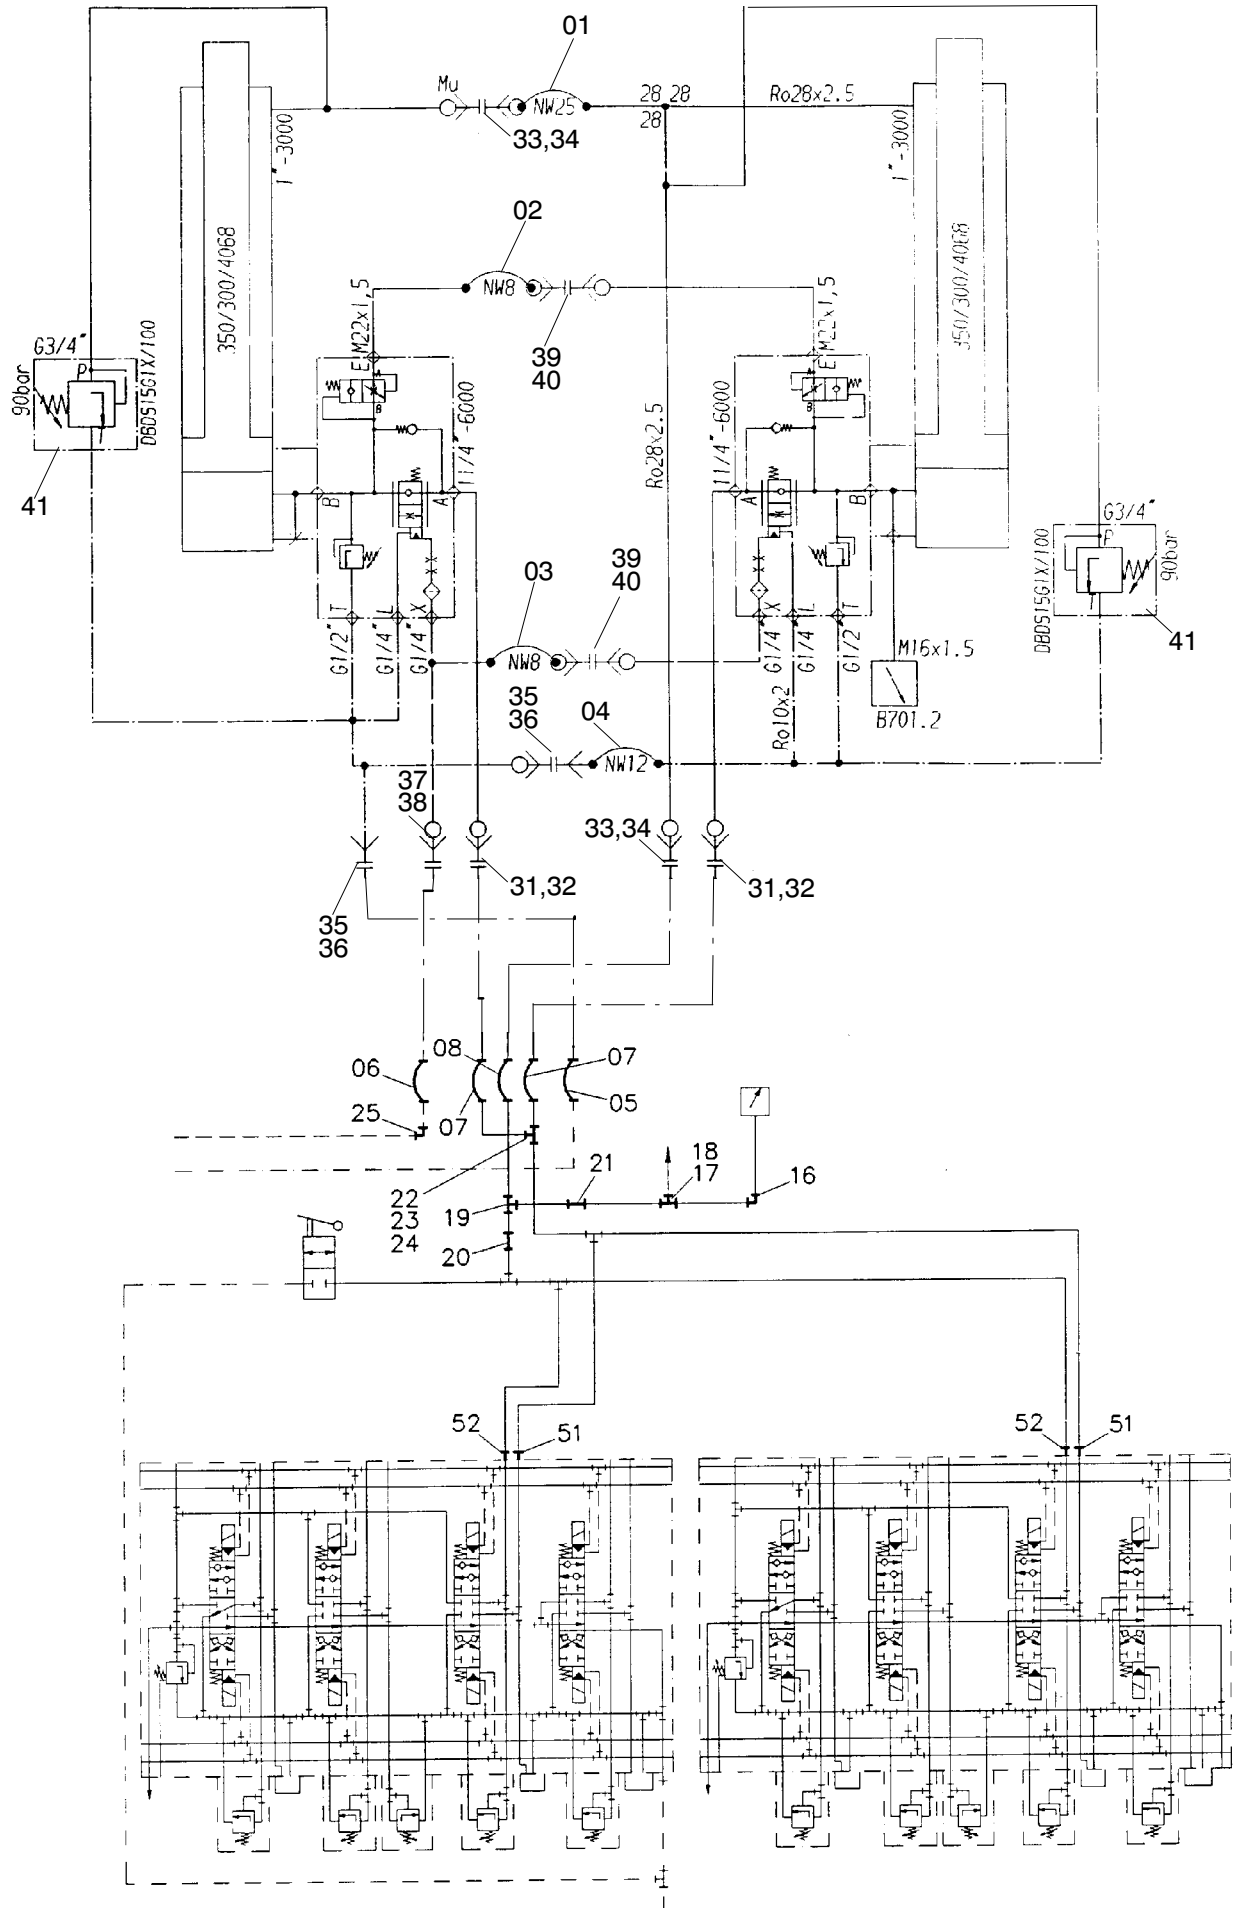 01
Mu
NW25
28 28
28
Ro28x2.5
33,34
1"-3000
1"-3000
02
350/300/4068
350/300/4068
NW8
E M22x1,5
E M22x1,5
39
40
G3/4"
P
90bar
DBDS15G1X/100
41
A
B
A
B
11/4"-6000
11/4"-6000
Ro28x2.5
B
A
A
B
G3/4"
P
90bar
DBDS15G1X/100
41
T
L
X
X
L
T
G1/2"
G1/4"
G1/4"
G1/4"
G1/4
G1/2"
03
39
40
NW8
M16x1.5
B701.2
35
36
04
NW12
Ro10x2
37
38
33,34
31,32
31,32
35
36
08
07
06
05
25
07
18
17
21
16
22
23
24
19
20
52
51
52
51